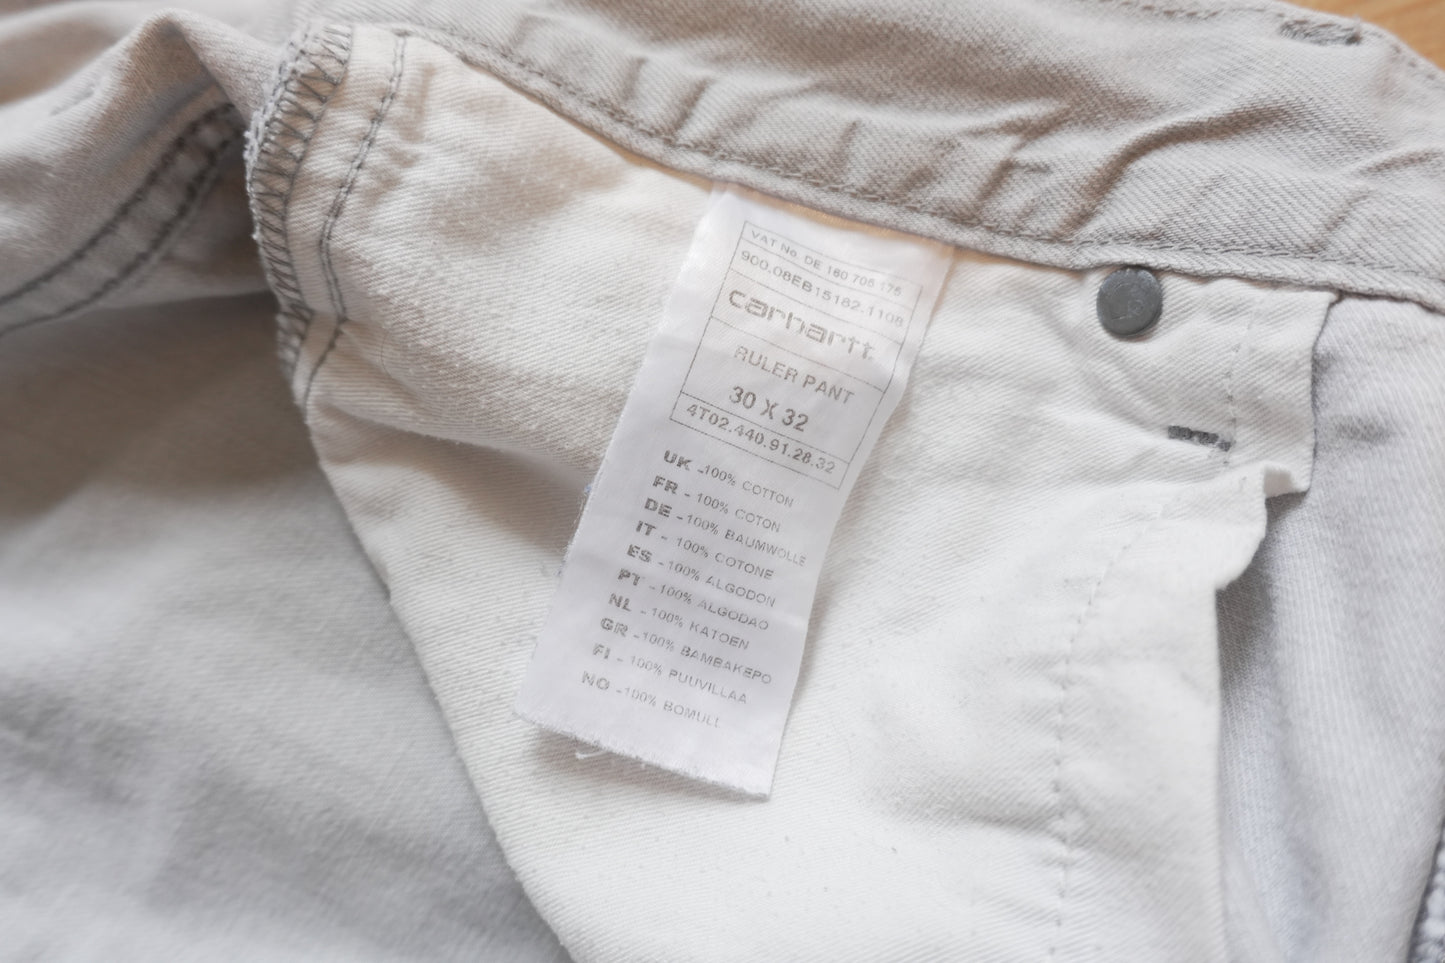 VAT No. DE 160 706 175
900.08EB15182.1108
carhartt
RULER PANT
30 X 32
4T02.440.91.28.32
UK -100% COTTON
FR - 100% COTON
DE -100% BAUMWOLLE
IT - 100% COTONE
ES -100% ALGODON
PT -100% ALGODAO
NL -100% KATOEN
GR -100% BAMBAKEPO
FI - 100% PUUVILLAA
NO -100% BOMULL